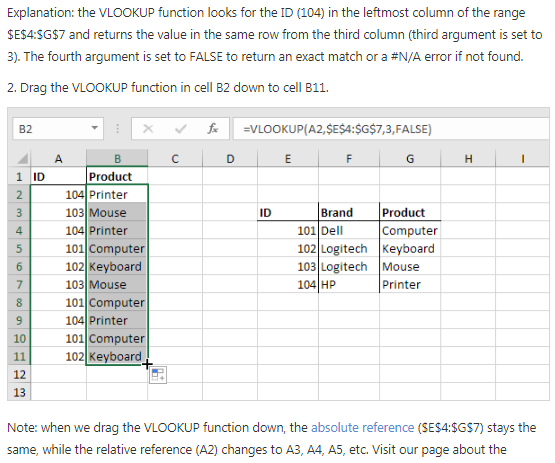 Explanation: the VLOOKUP function looks for the ID (104) in the leftmost column of the range
$E$4:$G$7 and returns the value in the same row from the third column (third argument is set to
3). The fourth argument is set to FALSE to return an exact match or a #N/A error if not found.
2. Drag the VLOOKUP function in cell B2 down to cell B11.
B2 fx =VLOOKUP(A2,$E$4:$G$7,3,FALSE)
A B C D E F G H I
1 ID Product
2 104 Printer
3 103 Mouse ID Brand Product
4 104 Printer 101 Dell Computer
5 101 Computer 102 Logitech Keyboard
6 102 Keyboard 103 Logitech Mouse
7 103 Mouse 104 HP Printer
8 101 Computer
9 104 Printer
10 101 Computer
11 102 Keyboard
12
13
Note: when we drag the VLOOKUP function down, the absolute reference ($E$4:$G$7) stays the
same, while the relative reference (A2) changes to A3, A4, A5, etc. Visit our page about the